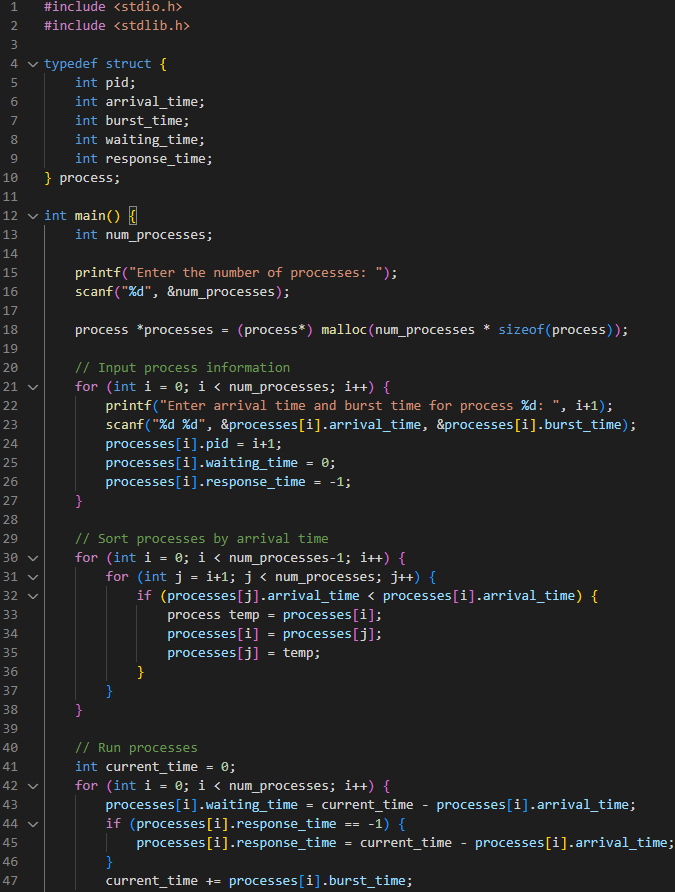 1 #include <stdio.h>
2 #include <stdlib.h>
3
4 typedef struct {
5     int pid;
6     int arrival_time;
7     int burst_time;
8     int waiting_time;
9     int response_time;
10 } process;
11
12 int main() {
13     int num_processes;
14
15     printf("Enter the number of processes: ");
16     scanf("%d", &num_processes);
17
18     process *processes = (process*) malloc(num_processes * sizeof(process));
19
20     // Input process information
21     for (int i = 0; i < num_processes; i++) {
22         printf("Enter arrival time and burst time for process %d: ", i+1);
23         scanf("%d %d", &processes[i].arrival_time, &processes[i].burst_time);
24         processes[i].pid = i+1;
25         processes[i].waiting_time = 0;
26         processes[i].response_time = -1;
27     }
28
29     // Sort processes by arrival time
30     for (int i = 0; i < num_processes-1; i++) {
31         for (int j = i+1; j < num_processes; j++) {
32             if (processes[j].arrival_time < processes[i].arrival_time) {
33                 process temp = processes[i];
34                 processes[i] = processes[j];
35                 processes[j] = temp;
36             }
37         }
38     }
39
40     // Run processes
41     int current_time = 0;
42     for (int i = 0; i < num_processes; i++) {
43         processes[i].waiting_time = current_time - processes[i].arrival_time;
44         if (processes[i].response_time == -1) {
45             processes[i].response_time = current_time - processes[i].arrival_time;
46         }
47         current_time += processes[i].burst_time;